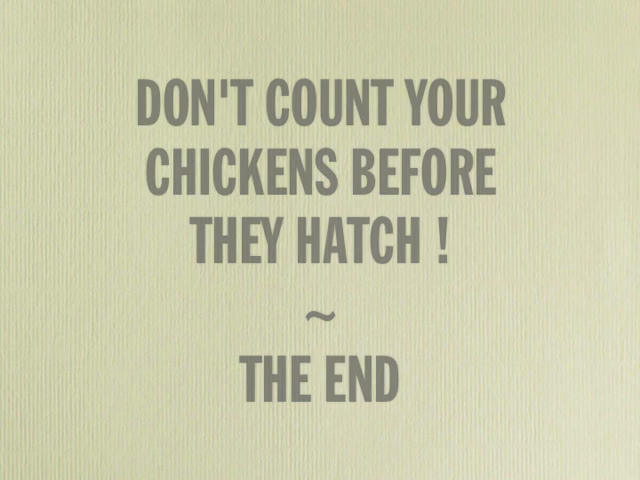 DON'T COUNT YOUR
CHICKENS BEFORE
THEY HATCH !
~
THE END